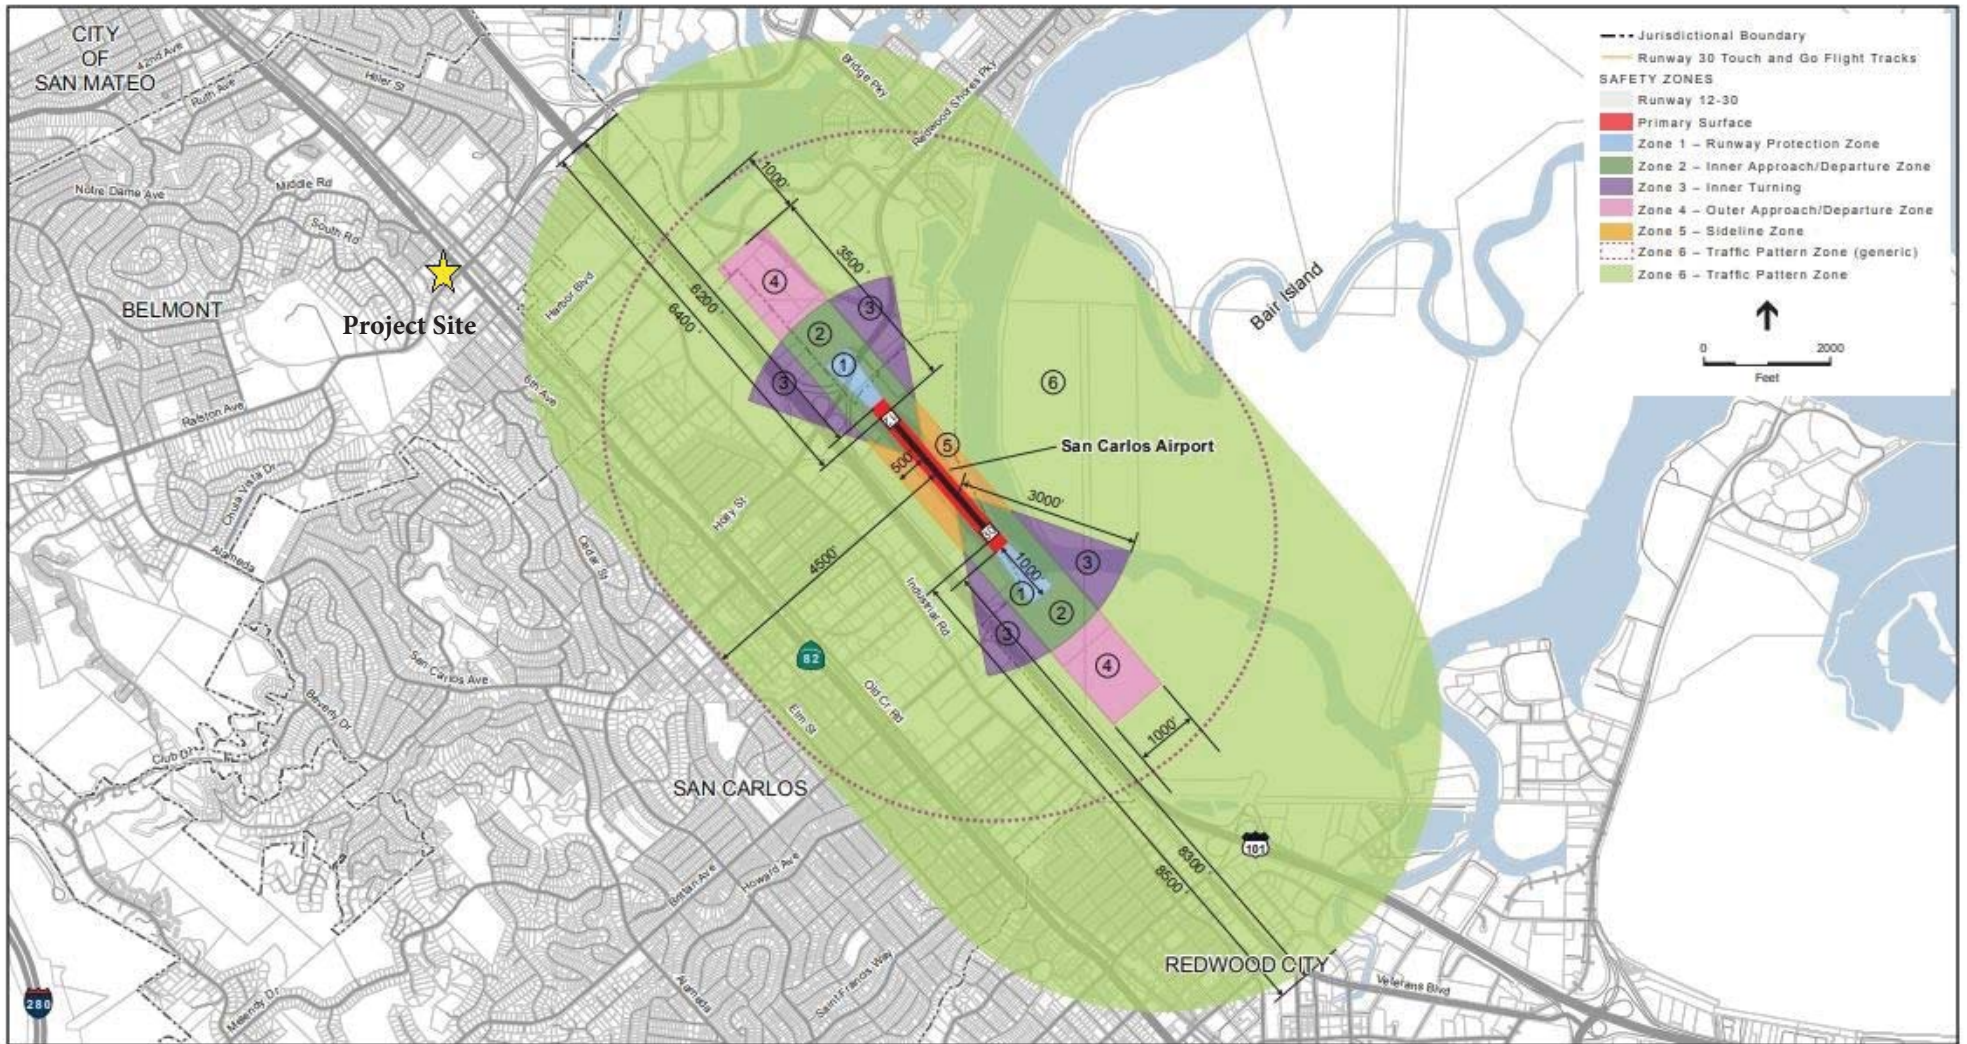 CITY
OF
SAN MATEO
42nd Ave
Ruth Ave
Hiller St
Bridge Pky
Redwood Shores Pky
Jurisdictional Boundary
Runway 30 Touch and Go Flight Tracks
SAFETY ZONES
Runway 12-30
Primary Surface
Zone 1 – Runway Protection Zone
Zone 2 – Inner Approach/Departure Zone
Zone 3 – Inner Turning
Zone 4 – Outer Approach/Departure Zone
Zone 5 – Sideline Zone
Zone 6 – Traffic Pattern Zone (generic)
Zone 6 – Traffic Pattern Zone
0 2000
Feet
Notre Dame Ave
Middle Rd
South Rd
BELMONT
Project Site
Harbor Blvd
6th Ave
Ralston Ave
Chula Vista Dr
Alameda
Cedar St
Holly St
1000'
3500'
6200'
6400'
4
3
2
1
3
6
5
Bair Island
San Carlos Airport
500'
3000'
30
4500'
1000'
3
1
2
3
4
1000'
Industrial Rd
82
Old Cr Rd
Elm St
San Carlos Ave
Beverly Dr
Club Dr
SAN CARLOS
Brittan Ave
Howard Ave
101
8300'
8500'
REDWOOD CITY
Veterans Blvd
Saint Francis Way
Alameda
Melendy Dr
280